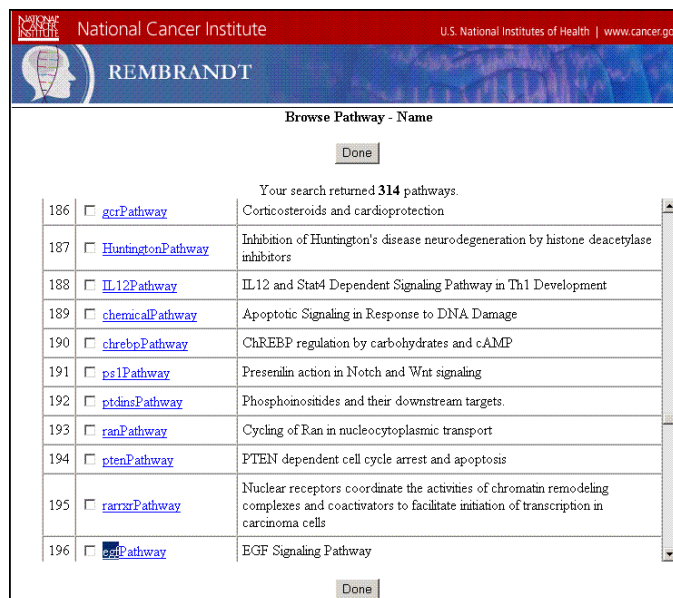 NATIONAL
CANCER
INSTITUTE
National Cancer Institute
U.S. National Institutes of Health | www.cancer.go
REMBRANDT
Browse Pathway - Name
Done
Your search returned 314 pathways.
186 gcrPathway Corticosteroids and cardioprotection
187 HuntingtonPathway Inhibition of Huntington's disease neurodegeneration by histone deacetylase
inhibitors
188 IL12Pathway IL12 and Stat4 Dependent Signaling Pathway in Th1 Development
189 chemicalPathway Apoptotic Signaling in Response to DNA Damage
190 chrebpPathway ChREBP regulation by carbohydrates and cAMP
191 ps1Pathway Presenilin action in Notch and Wnt signaling
192 ptdinsPathway Phosphoinositides and their downstream targets.
193 ranPathway Cycling of Ran in nucleocytoplasmic transport
194 ptenPathway PTEN dependent cell cycle arrest and apoptosis
195 rarrxrPathway Nuclear receptors coordinate the activities of chromatin remodeling
complexes and coactivators to facilitate initiation of transcription in
carcinoma cells
196 egfPathway EGF Signaling Pathway
Done